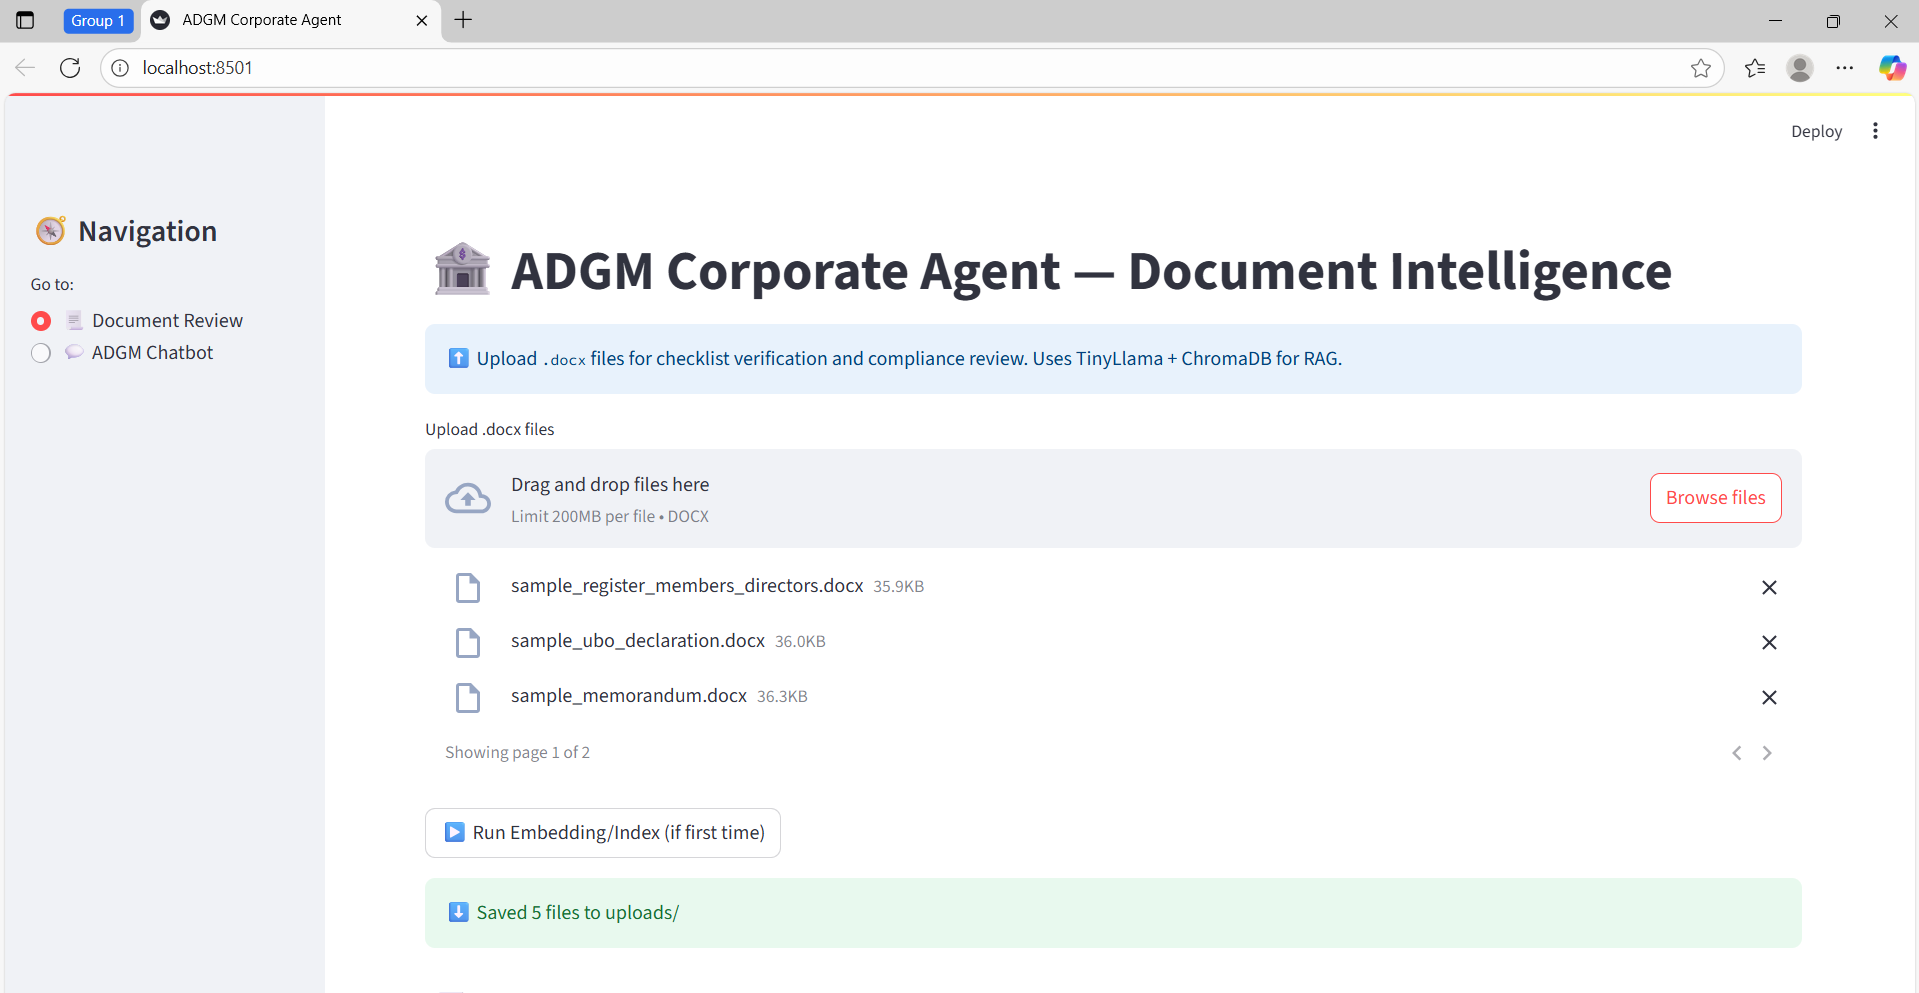 Group 1
ADGM Corporate Agent
localhost:8501
Deploy
Navigation
Go to:
Document Review
ADGM Chatbot
ADGM Corporate Agent — Document Intelligence
Upload .docx files for checklist verification and compliance review. Uses TinyLlama + ChromaDB for RAG.
Upload .docx files
Drag and drop files here
Limit 200MB per file • DOCX
Browse files
sample_register_members_directors.docx 35.9KB
sample_ubo_declaration.docx 36.0KB
sample_memorandum.docx 36.3KB
Showing page 1 of 2
Run Embedding/Index (if first time)
Saved 5 files to uploads/